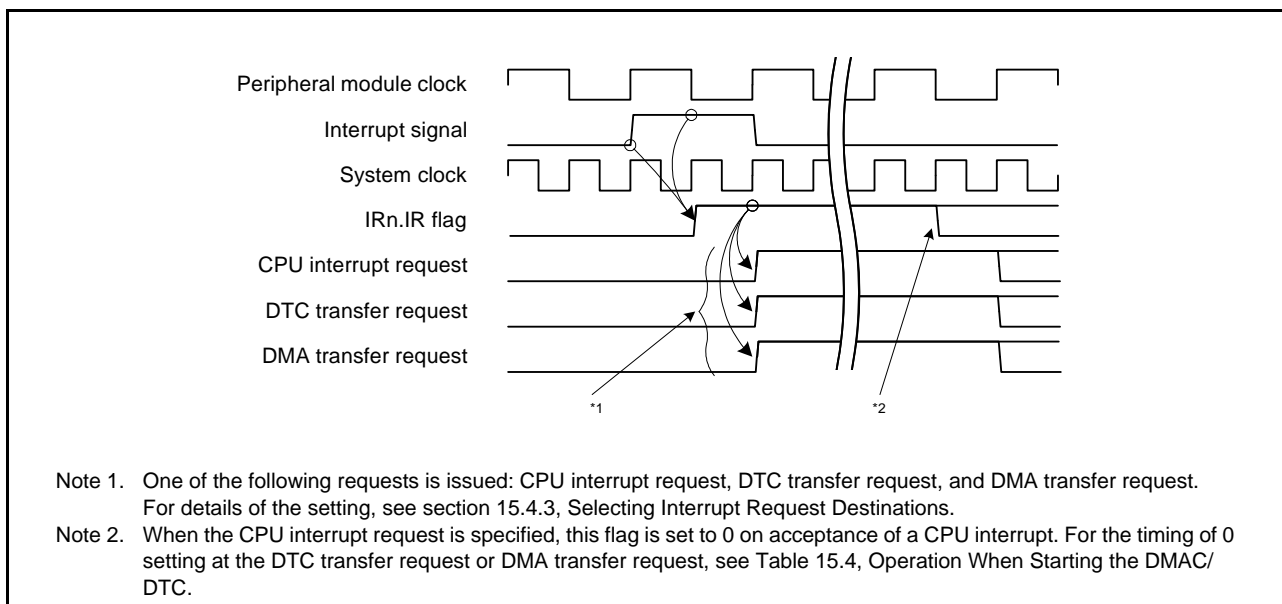 Peripheral module clock
Interrupt signal
System clock
IRn.IR flag
CPU interrupt request
DTC transfer request
DMA transfer request
*1
*2
Note 1. One of the following requests is issued: CPU interrupt request, DTC transfer request, and DMA transfer request.
For details of the setting, see section 15.4.3, Selecting Interrupt Request Destinations.
Note 2. When the CPU interrupt request is specified, this flag is set to 0 on acceptance of a CPU interrupt. For the timing of 0
setting at the DTC transfer request or DMA transfer request, see Table 15.4, Operation When Starting the DMAC/
DTC.